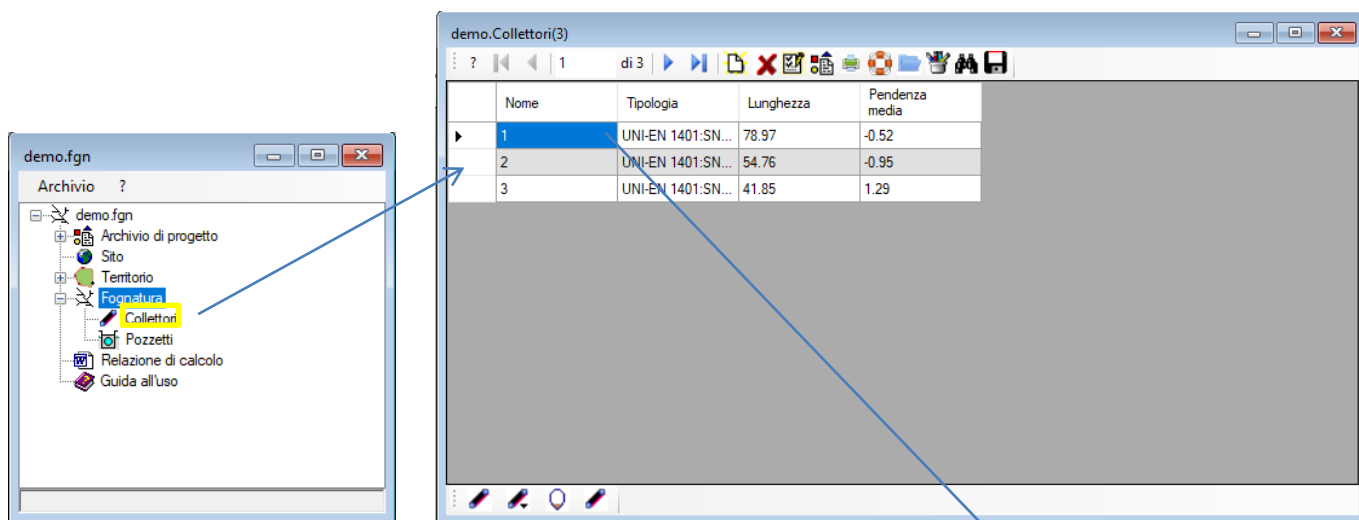 demo.fgn
Archivio ?
demo.fgn
Archivio di progetto
Sito
Territorio
Fognatura
Collettori
Pozzetti
Relazione di calcolo
Guida all'uso
demo.Collettori(3)
? 1 di 3
Nome Tipologia Lunghezza Pendenza media
1 UNI-EN 1401:SN... 78.97 -0.52
2 UNI-EN 1401:SN... 54.76 -0.95
3 UNI-EN 1401:SN... 41.85 1.29